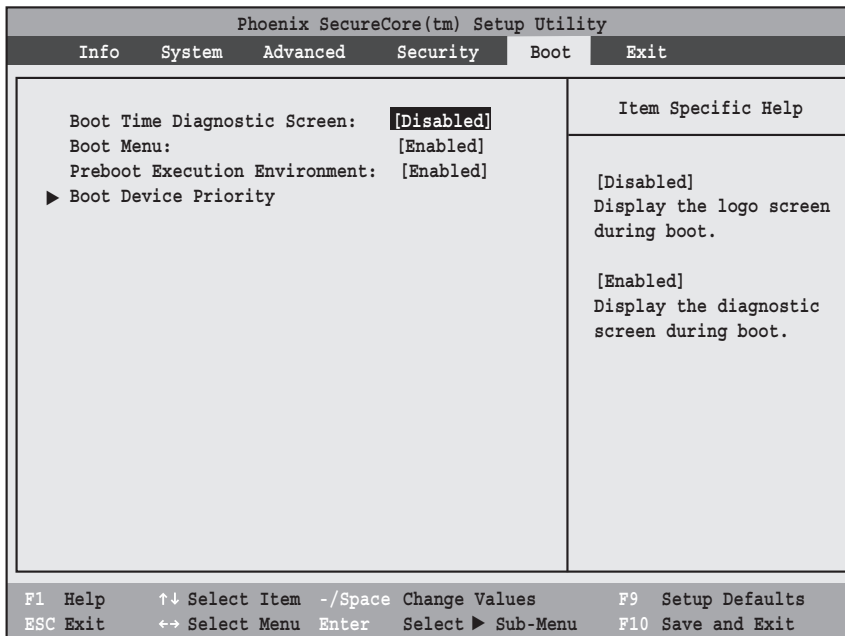 Phoenix SecureCore(tm) Setup Utility
Info System Advanced Security Boot Exit
Boot Time Diagnostic Screen: [Disabled]
Boot Menu: [Enabled]
Preboot Execution Environment: [Enabled]
▶ Boot Device Priority
Item Specific Help
[Disabled]
Display the logo screen
during boot.
[Enabled]
Display the diagnostic
screen during boot.
F1 Help ↑↓ Select Item -/Space Change Values F9 Setup Defaults
ESC Exit ←→ Select Menu Enter Select ▶ Sub-Menu F10 Save and Exit